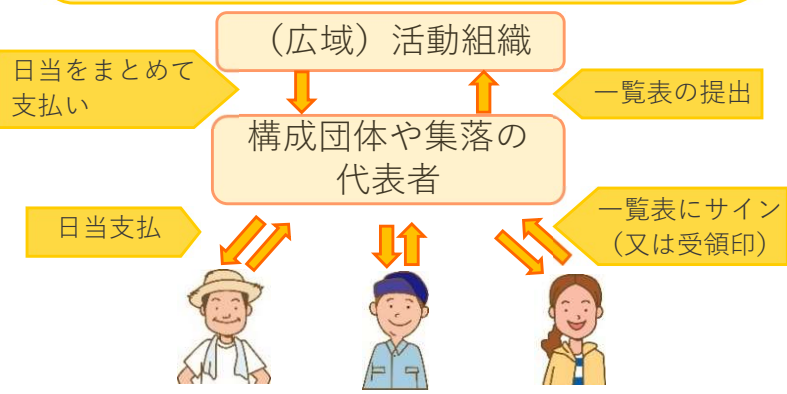 （広域）活動組織
日当をまとめて
支払い
一覧表の提出
構成団体や集落の
代表者
日当支払
一覧表にサイン
（又は受領印）